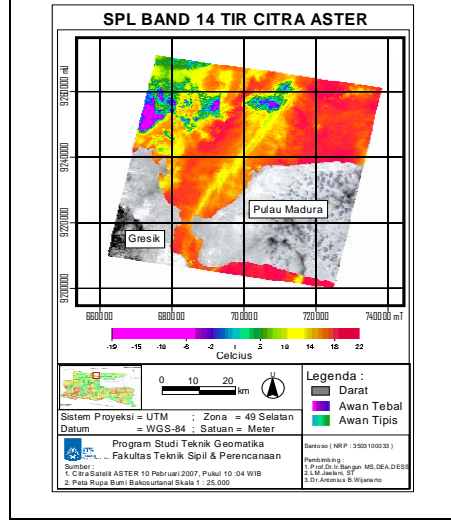 SPL BAND 14 TIR CITRA ASTER
9260000 mU
9240000
9220000
9200000
Pulau Madura
Gresik
660000 680000 700000 720000 740000 mT
-19 -15 -10 -6 -2 1 5 10 14 18 22
Celcius
0 10 20 km
U
Legenda :
Darat
Awan Tebal
Awan Tipis
Sistem Proyeksi = UTM ; Zona = 49 Selatan
Datum = WGS-84 ; Satuan = Meter
Program Studi Teknik Geomatika
Fakultas Teknik Sipil & Perencanaan
Sumber :
1. Citra Satelit ASTER 10 Pebruari 2007, Pukul 10 :04 WIB
2. Peta Rupa Bumi Bakosurtanal Skala 1 : 25.000
Santoso ( NRP : 3503100033 )
Pembimbing :
1. Prof.Dr.Ir.Bangun MS,DEA,DESS
2. L.M.Jaelani, ST
3. Dr.Antonius B.Wijanarto